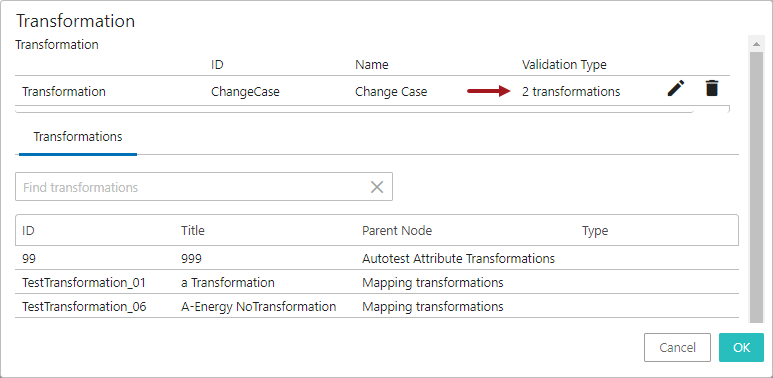 Transformation
Transformation
ID Name Validation Type
Transformation ChangeCase Change Case 2 transformations
Transformations
Find transformations
ID Title Parent Node Type
99 999 Autotest Attribute Transformations
TestTransformation_01 a Transformation Mapping transformations
TestTransformation_06 A-Energy NoTransformation Mapping transformations
Cancel OK